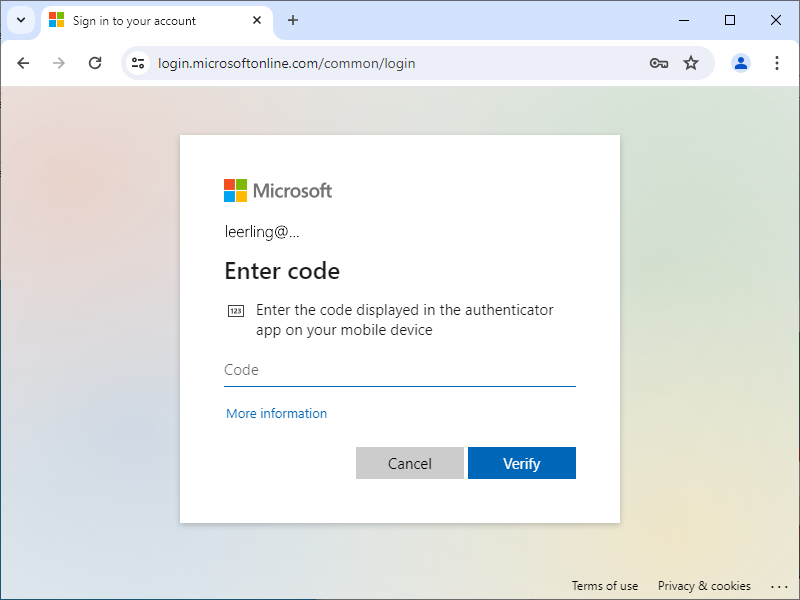 Sign in to your account
login.microsoftonline.com/common/login
Microsoft
leerling@...
Enter code
123
Enter the code displayed in the authenticator
app on your mobile device
Code
More information
Cancel
Verify
Terms of use
Privacy & cookies